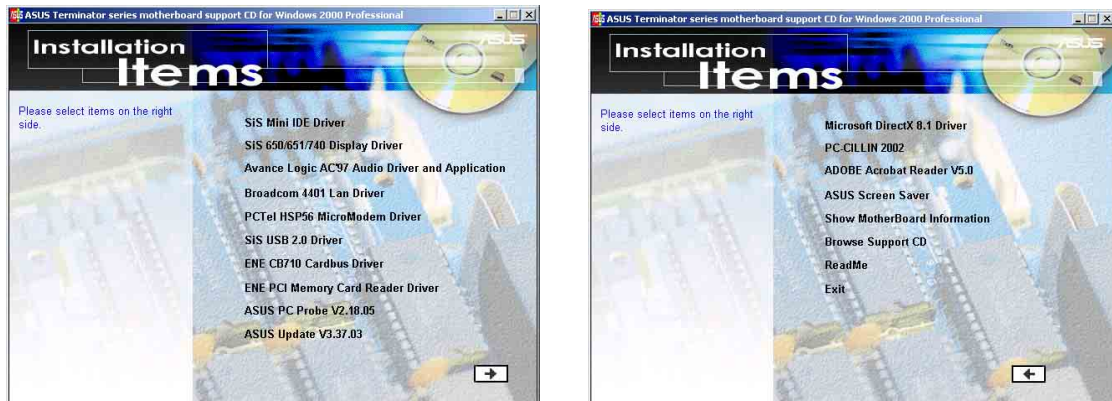 ASUS Terminator series motherboard support CD for Windows 2000 Professional
Installation
Items
ASUS
Please select items on the right
side.
SiS Mini IDE Driver
SiS 650/651/740 Display Driver
Avance Logic AC'97 Audio Driver and Application
Broadcom 4401 Lan Driver
PCTel HSP56 MicroModem Driver
SiS USB 2.0 Driver
ENE CB710 Cardbus Driver
ENE PCI Memory Card Reader Driver
ASUS PC Probe V2.18.05
ASUS Update V3.37.03
ASUS Terminator series motherboard support CD for Windows 2000 Professional
Installation
Items
ASUS
Please select items on the right
side.
Microsoft DirectX 8.1 Driver
PC-CILLIN 2002
ADOBE Acrobat Reader V5.0
ASUS Screen Saver
Show MotherBoard Information
Browse Support CD
ReadMe
Exit